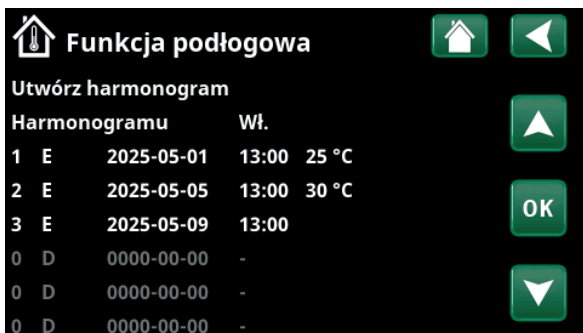 Funkcja podłogowa
Utwórz harmonogram
Harmonogramu Wł.
1 E 2025-05-01 13:00 25 °C
2 E 2025-05-05 13:00 30 °C
3 E 2025-05-09 13:00
0 D 0000-00-00 -
0 D 0000-00-00 -
0 D 0000-00-00 -
OK